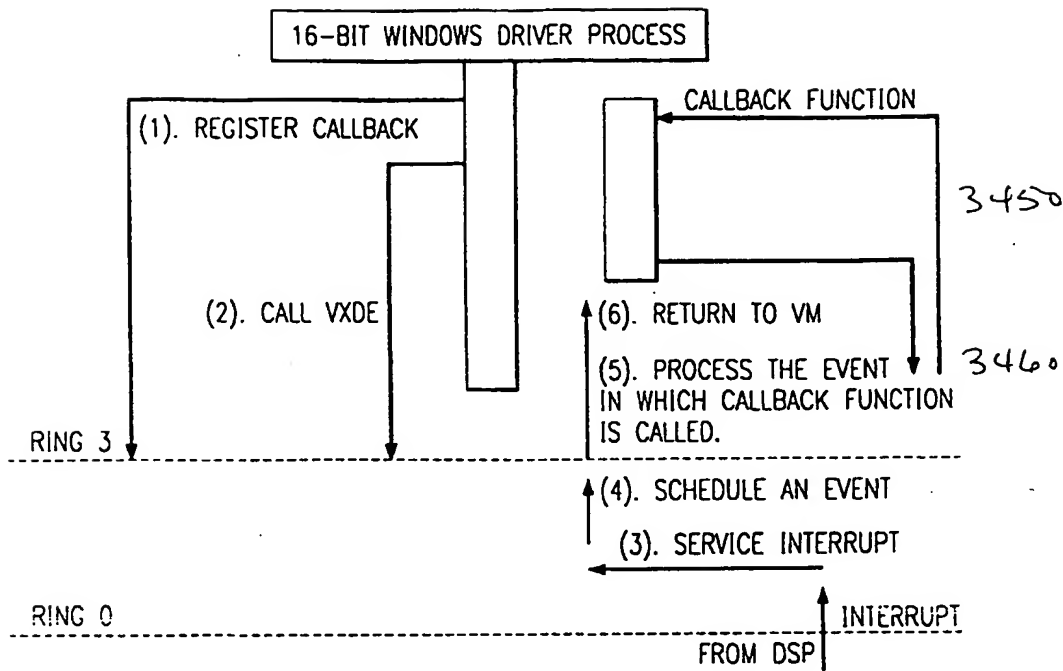 16-BIT WINDOWS DRIVER PROCESS
CALLBACK FUNCTION
(1). REGISTER CALLBACK
3450
(2). CALL VXDE
(6). RETURN TO VM
(5). PROCESS THE EVENT
IN WHICH CALLBACK FUNCTION
IS CALLED.
3460
RING 3
(4). SCHEDULE AN EVENT
(3). SERVICE INTERRUPT
RING 0
INTERRUPT
FROM DSP